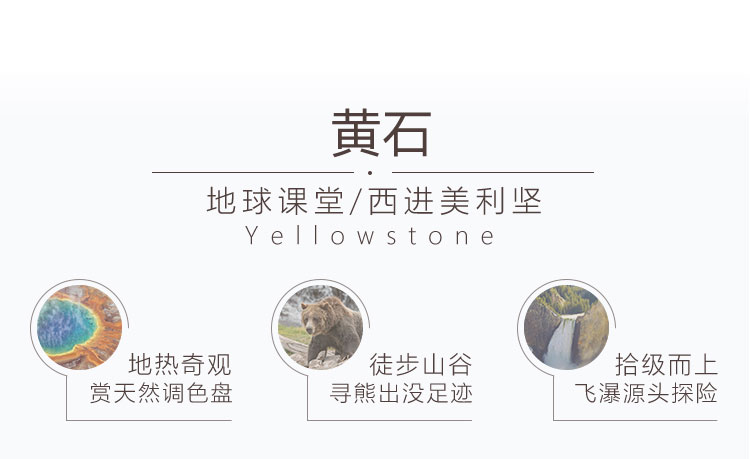 黄石
地球课堂/西进美利坚
Yellowstone
地热奇观
赏天然调色盘
徒步山谷
寻熊出没足迹
拾级而上
飞瀑源头探险